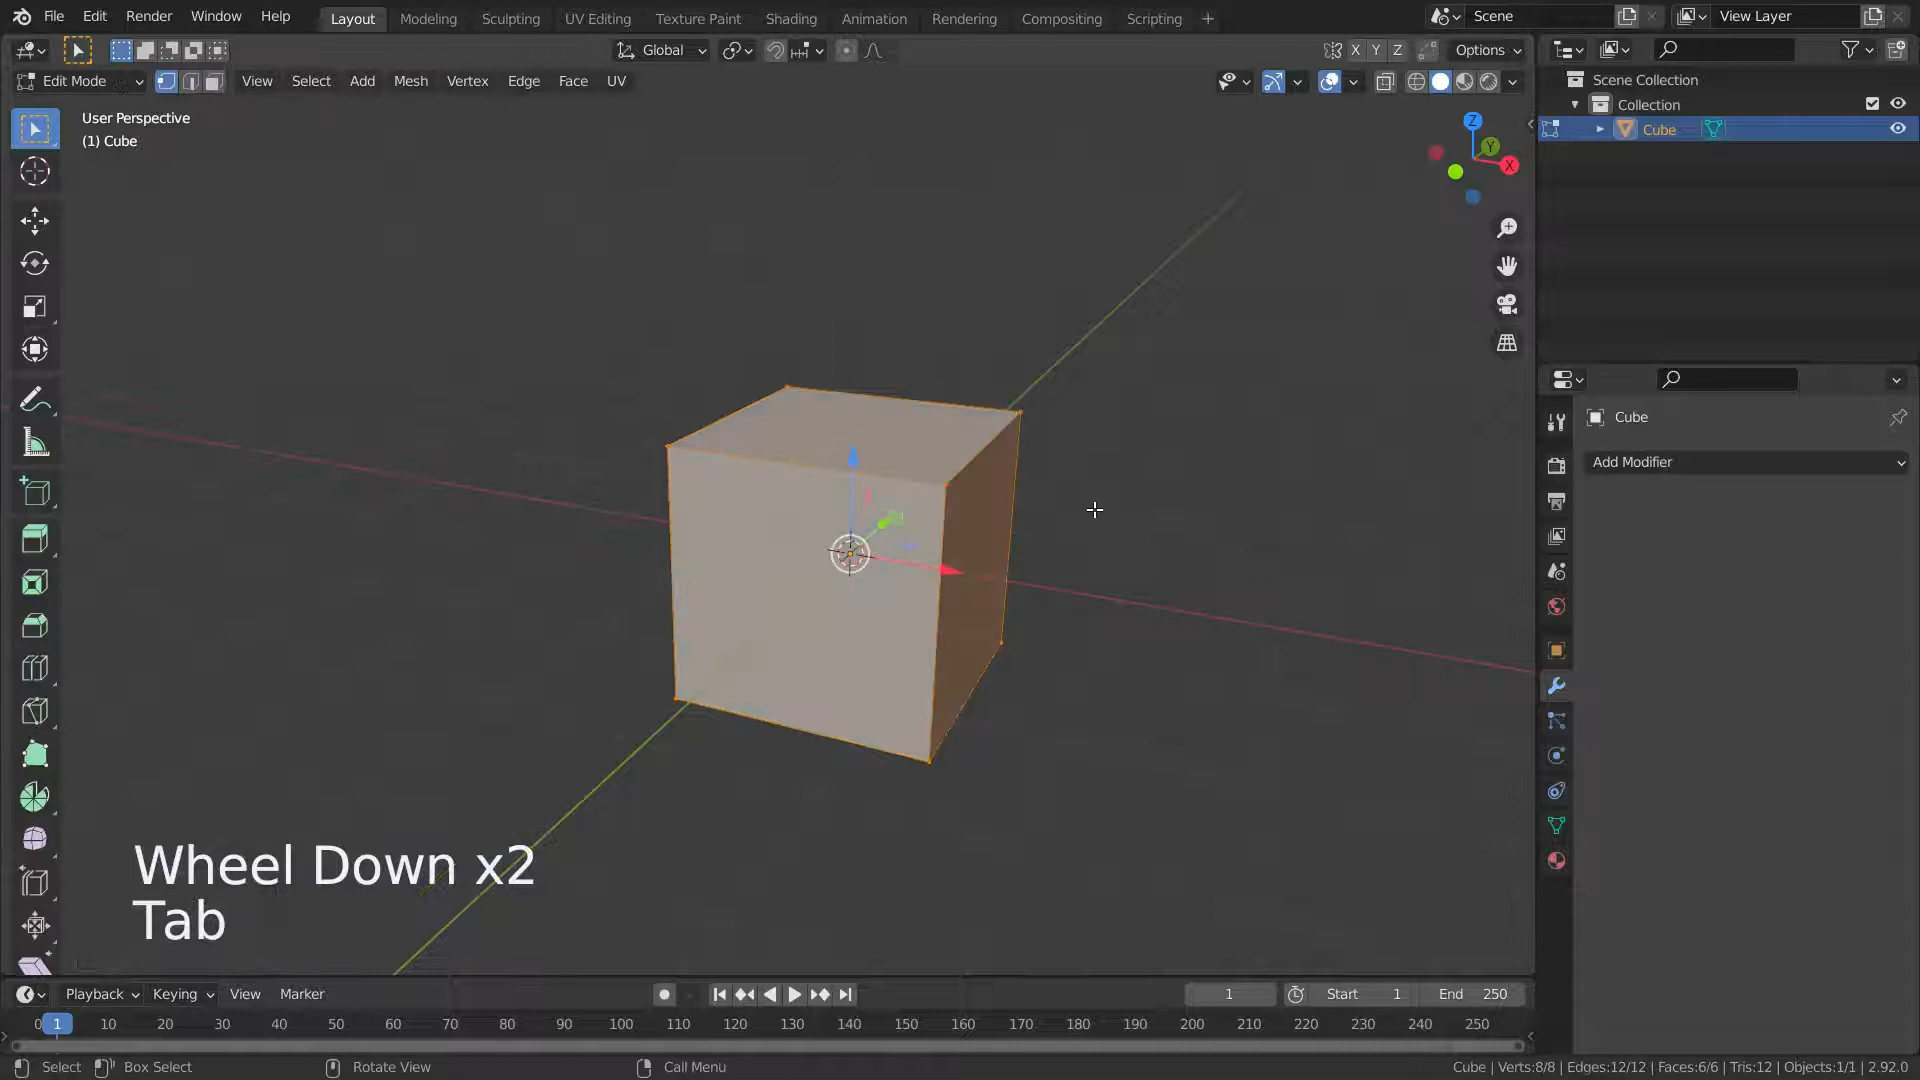 File Edit Render Window Help Layout Modeling Sculpting UV Editing Texture Paint Shading Animation Rendering Compositing Scripting + Scene View Layer
Global X Y Z Options
Edit Mode View Select Add Mesh Vertex Edge Face UV
Scene Collection
Collection
Cube
User Perspective
(1) Cube
Z
Y
X
Cube
Add Modifier
Wheel Down x2
Tab
Playback Keying View Marker 1 Start 1 End 250
0 1 10 20 30 40 50 60 70 80 90 100 110 120 130 140 150 160 170 180 190 200 210 220 230 240 250
Select Box Select Rotate View Call Menu Cube | Verts:8/8 | Edges:12/12 | Faces:6/6 | Tris:12 | Objects:1/1 | 2.92.0